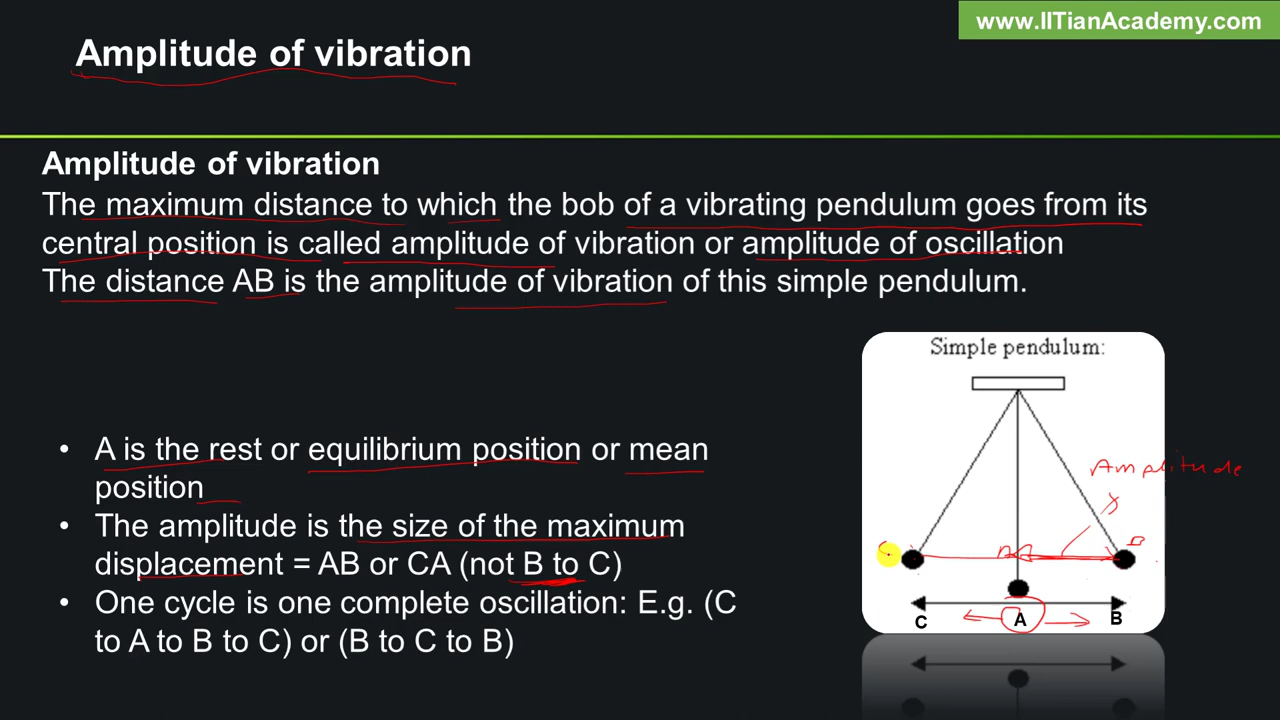 www.IITianAcademy.com
Amplitude of vibration
Amplitude of vibration
The maximum distance to which the bob of a vibrating pendulum goes from its
central position is called amplitude of vibration or amplitude of oscillation
The distance AB is the amplitude of vibration of this simple pendulum.
Simple pendulum:
• A is the rest or equilibrium position or mean
position
• The amplitude is the size of the maximum
displacement = AB or CA (not B to C)
• One cycle is one complete oscillation: E.g. (C
to A to B to C) or (B to C to B)
Amplitude
B
C A B